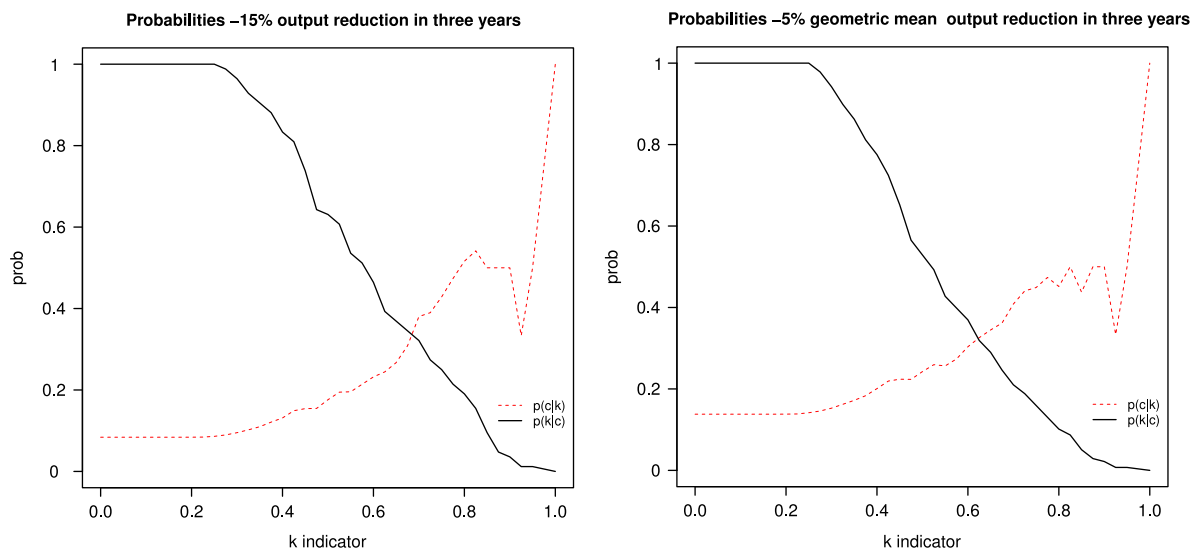 Probabilities –15% output reduction in three years
1
0.8
0.6
0.4
0.2
0
prob
0.0 0.2 0.4 0.6 0.8 1.0
k indicator
p(c|k)
p(k|c)
Probabilities –5% geometric mean output reduction in three years
1
0.8
0.6
0.4
0.2
0
prob
0.0 0.2 0.4 0.6 0.8 1.0
k indicator
p(c|k)
p(k|c)